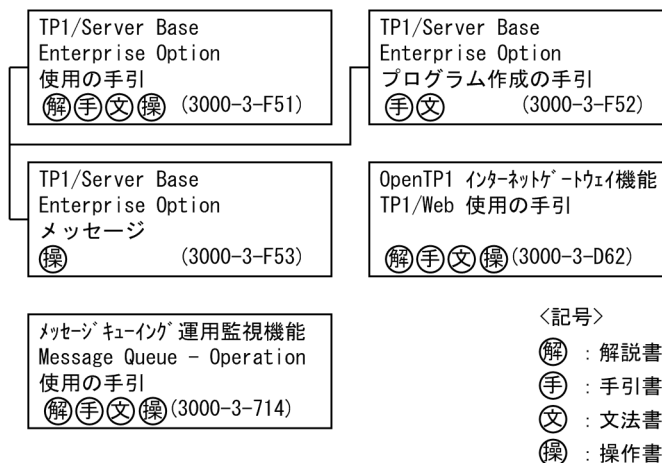 TP1/Server Base
Enterprise Option
使用の手引
解手文操 (3000-3-F51)
TP1/Server Base
Enterprise Option
プログラム作成の手引
手文 (3000-3-F52)
TP1/Server Base
Enterprise Option
メッセージ
操 (3000-3-F53)
OpenTP1 インターネットゲートウェイ機能
TP1/Web 使用の手引
解手文操(3000-3-D62)
メッセージキューイング運用監視機能
Message Queue - Operation
使用の手引
解手文操(3000-3-714)
<記号>
解 : 解説書
手 : 手引書
文 : 文法書
操 : 操作書